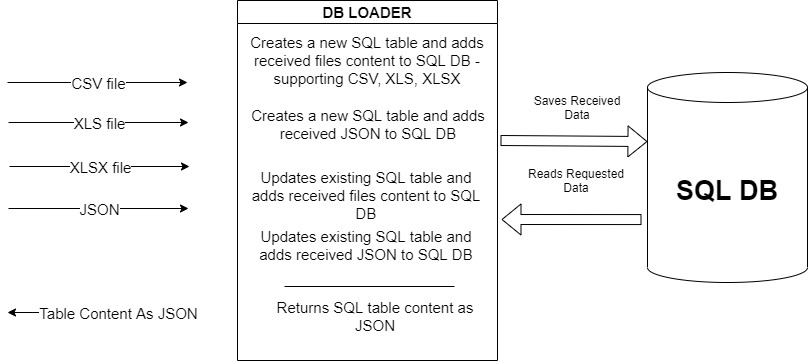 DB LOADER
Creates a new SQL table and adds
received files content to SQL DB -
supporting CSV, XLS, XLSX
Creates a new SQL table and adds
received JSON to SQL DB
Updates existing SQL table and
adds received files content to SQL
DB
Updates existing SQL table and
adds received JSON to SQL DB
Returns SQL table content as
JSON
CSV file
XLS file
XLSX file
JSON
Table Content As JSON
Saves Received
Data
Reads Requested
Data
SQL DB